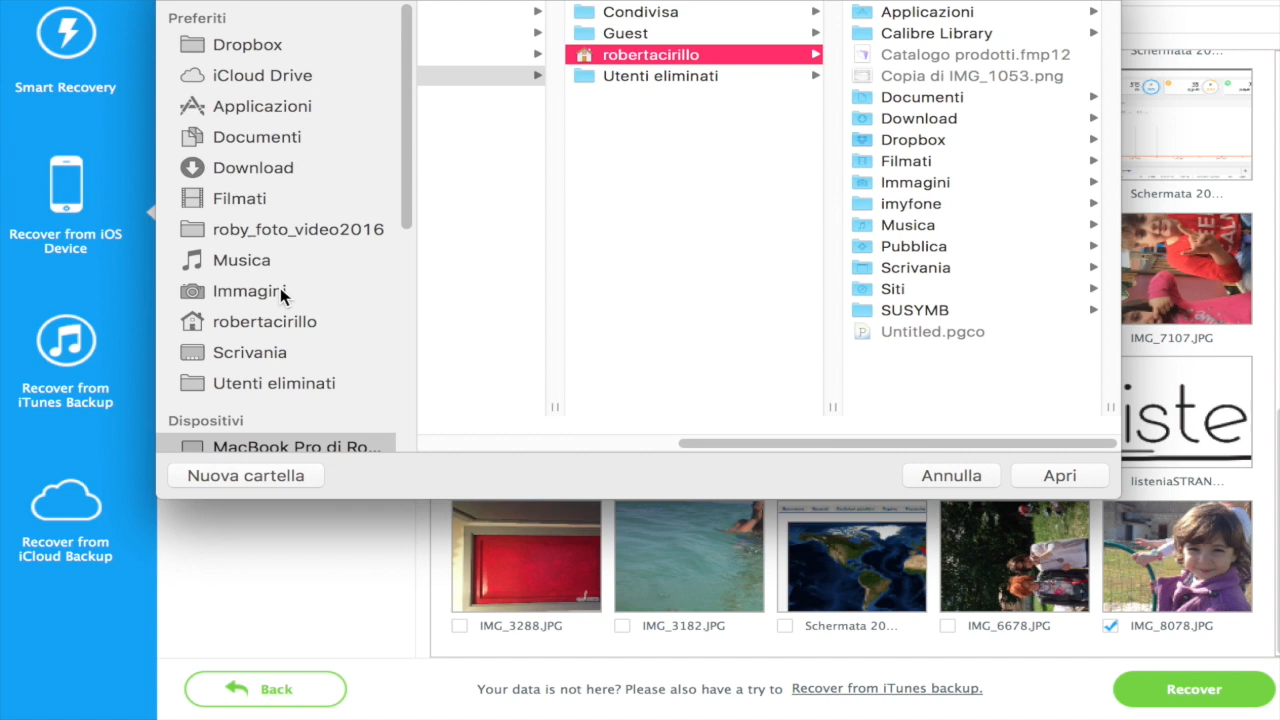 Smart Recovery
Recover from iOS
Device
Recover from
iTunes Backup
Recover from
iCloud Backup
Preferiti
Dropbox
iCloud Drive
Applicazioni
Documenti
Download
Filmati
roby_foto_video2016
Musica
Immagini
robertacirillo
Scrivania
Utenti eliminati
Dispositivi
MacBook Pro di Ro...
Condivisa
Guest
robertacirillo
Utenti eliminati
Applicazioni
Calibre Library
Catalogo prodotti.fmp12
Copia di IMG_1053.png
Documenti
Download
Dropbox
Filmati
Immagini
imyfone
Musica
Pubblica
Scrivania
Siti
SUSYMB
Untitled.pgco
Nuova cartella
Annulla
Apri
Schermata 20...
Schermata 20...
IMG_7107.JPG
iste
listeniaSTRAN...
IMG_3288.JPG
IMG_3182.JPG
Schermata 20...
IMG_6678.JPG
IMG_8078.JPG
Back
Your data is not here? Please also have a try to Recover from iTunes backup.
Recover